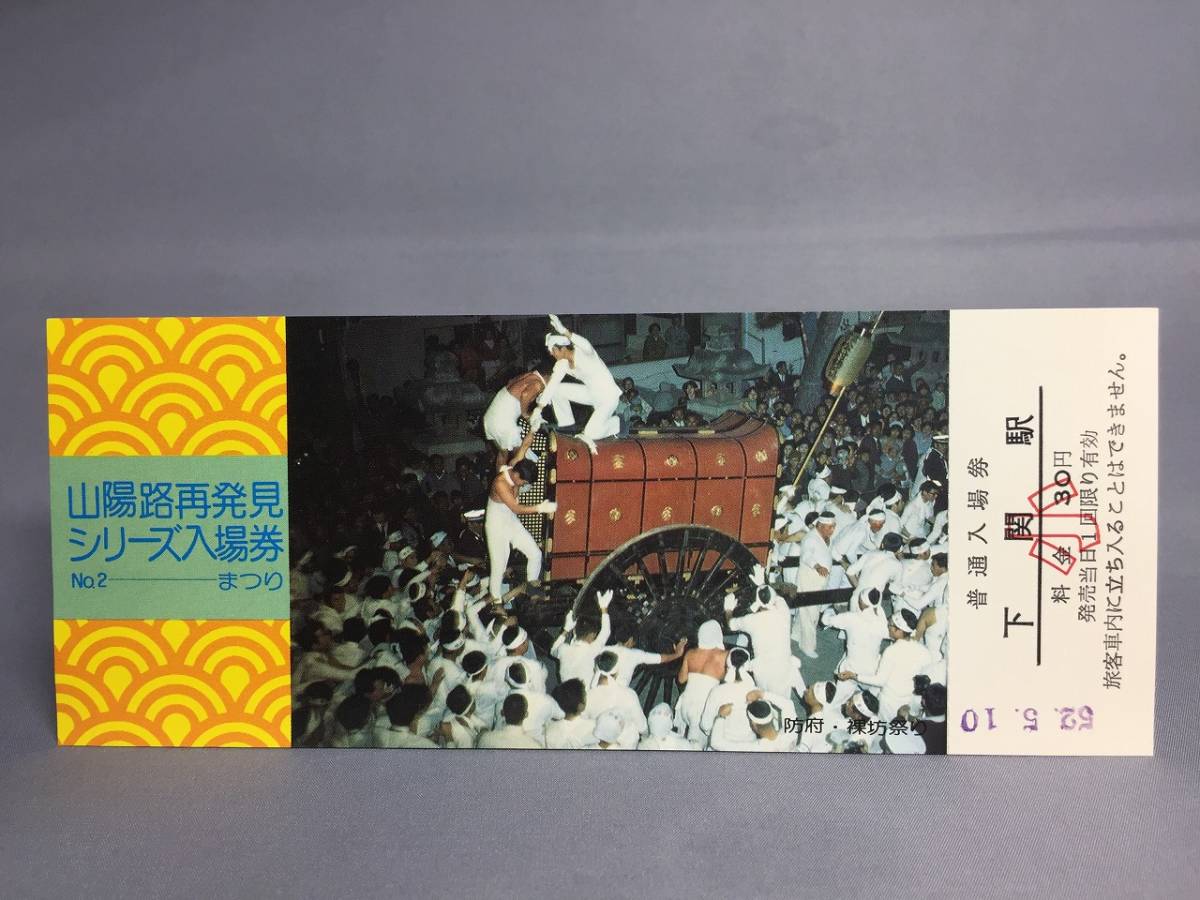 山陽路再発見
シリーズ入場券
No.2 まつり
防府・裸坊祭り
普通入場券
下関駅
料金 30円
小
発売当日1回限り有効
旅客車内に立ち入ることはできません。
52.5.10